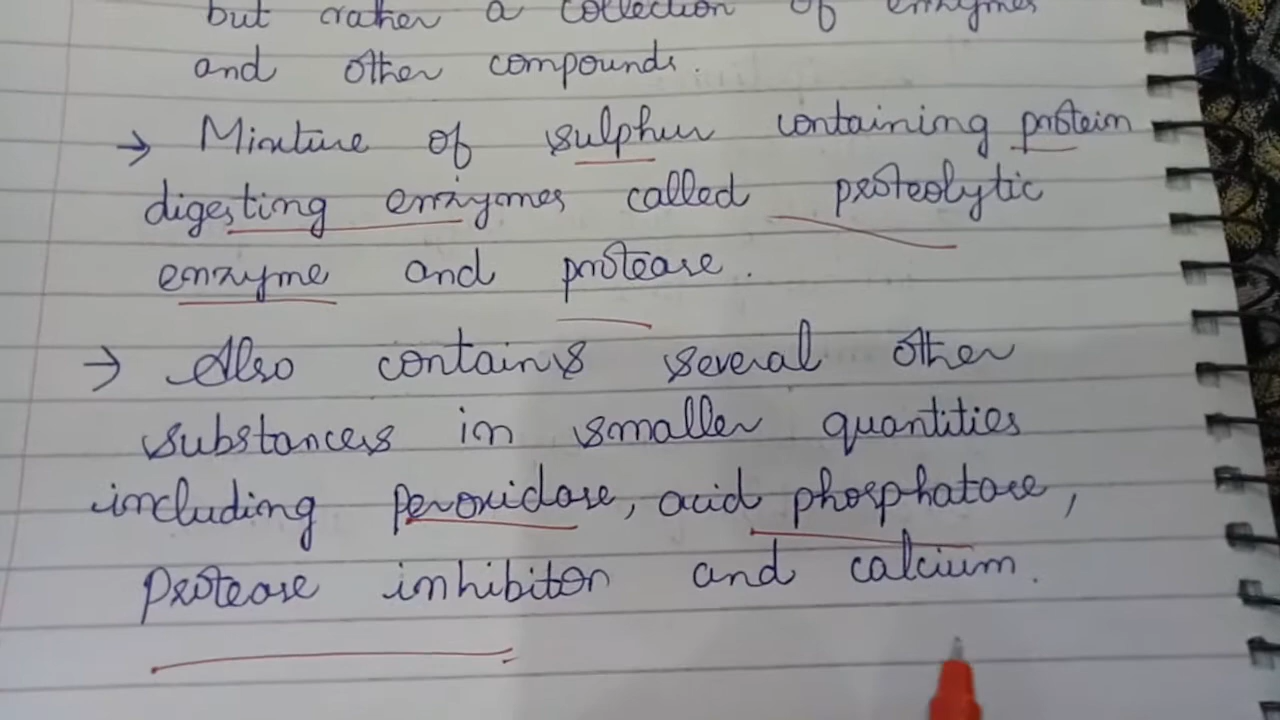 but rather a collection of enzymes
and other compounds.
→ Mixture of sulphur containing protein
digesting enzymes called proteolytic
enzyme and protease.
→ Also contains several other
substances in smaller quantities
including peroxidase, acid phosphatase,
Protease inhibitor and calcium.